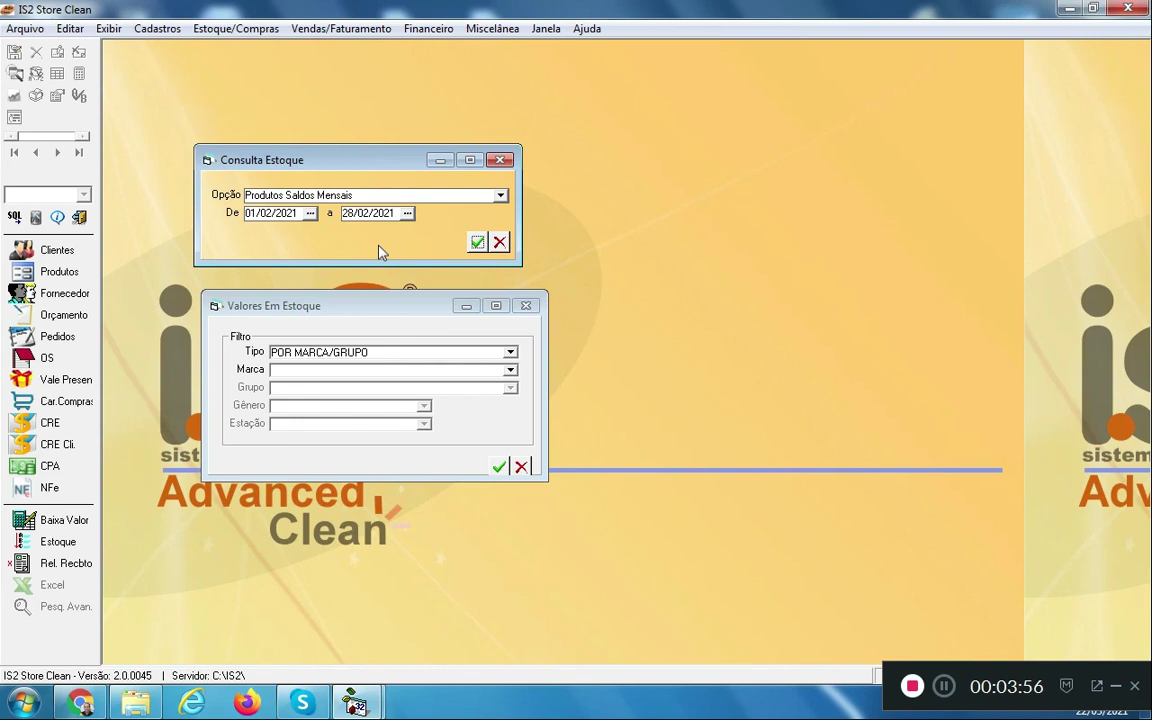 IS2 Store Clean
Arquivo Editar Exibir Cadastros Estoque/Compras Vendas/Faturamento Financeiro Miscelânea Janela Ajuda
Consulta Estoque
Opção Produtos Saldos Mensais
De 01/02/2021 ... a 28/02/2021 ...
SQL
Clientes
Produtos
Fornecedor
Orçamento
Pedidos
OS
Vale Presen
Car.Compras
CRE
CRE Cli.
CPA
NFe
Baixa Valor
Estoque
Rel. Recbto
Excel
Pesq. Avan.
Valores Em Estoque
Filtro
Tipo POR MARCA/GRUPO
Marca
Grupo
Gênero
Estação
sistem
Advanced
Clean
sistem
Adv
IS2 Store Clean - Versão: 2.0.0045 | Servidor: C:\IS2\
00:03:56